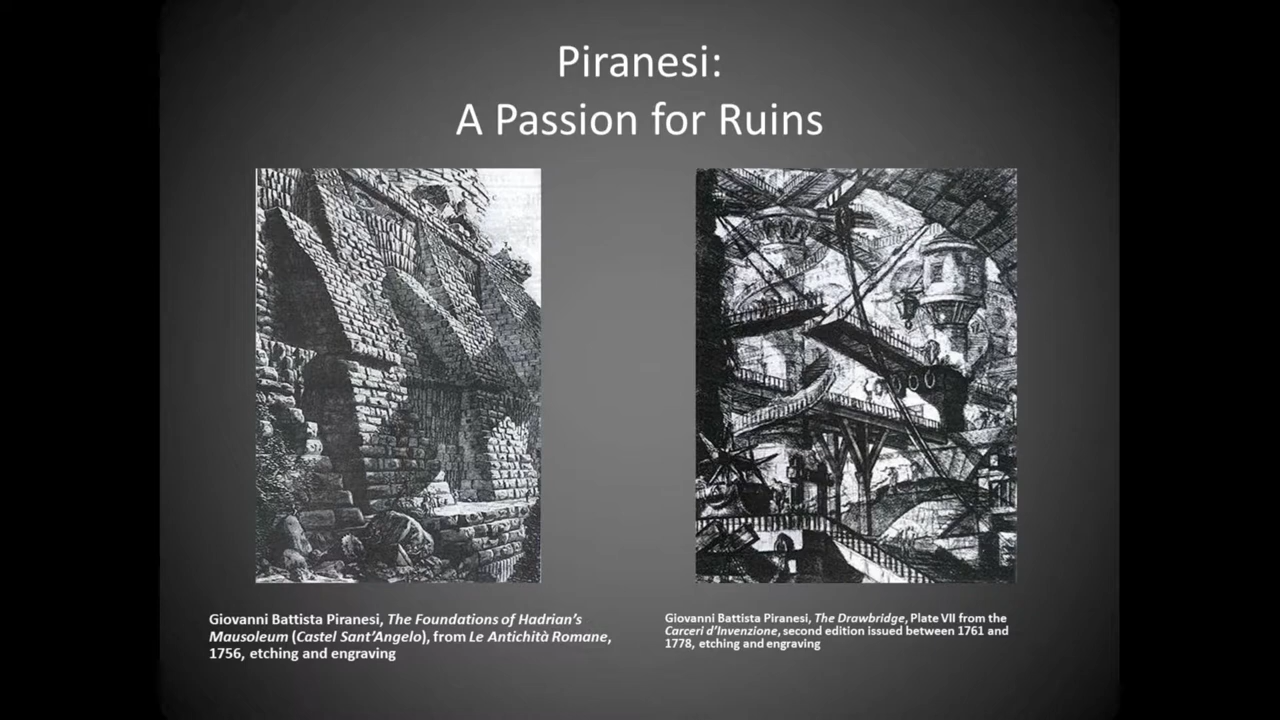 Piranesi:
A Passion for Ruins
Giovanni Battista Piranesi, The Foundations of Hadrian's
Mausoleum (Castel Sant'Angelo), from Le Antichità Romane,
1756, etching and engraving
Giovanni Battista Piranesi, The Drawbridge, Plate VII from the
Carceri d'Invenzione, second edition issued between 1761 and
1778, etching and engraving